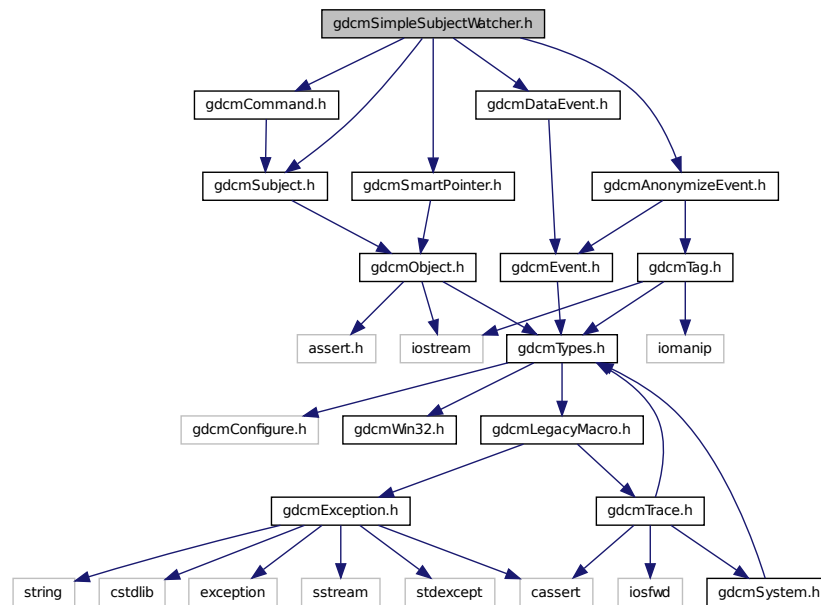 gdcmSimpleSubjectWatcher.h
gdcmCommand.h
gdcmDataEvent.h
gdcmSubject.h
gdcmSmartPointer.h
gdcmAnonymizeEvent.h
gdcmObject.h
gdcmEvent.h
gdcmTag.h
assert.h
iostream
gdcmTypes.h
iomanip
gdcmConfigure.h
gdcmWin32.h
gdcmLegacyMacro.h
gdcmException.h
gdcmTrace.h
string
cstdlib
exception
sstream
stdexcept
cassert
iosfwd
gdcmSystem.h